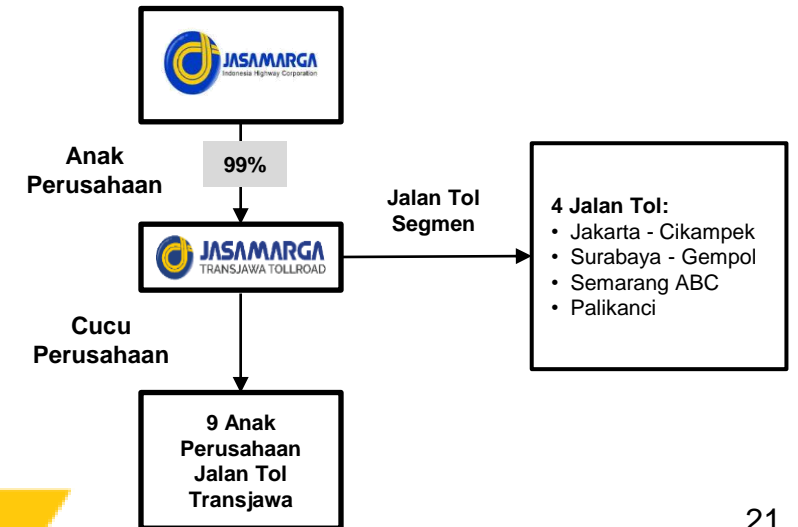 JASAMARGA
Indonesia Highway Corporation
Anak
Perusahaan
99%
JASAMARGA
TRANSJAWA TOLLROAD
Jalan Tol
Segmen
4 Jalan Tol:
• Jakarta - Cikampek
• Surabaya - Gempol
• Semarang ABC
• Palikanci
Cucu
Perusahaan
9 Anak
Perusahaan
Jalan Tol
Transjawa
21